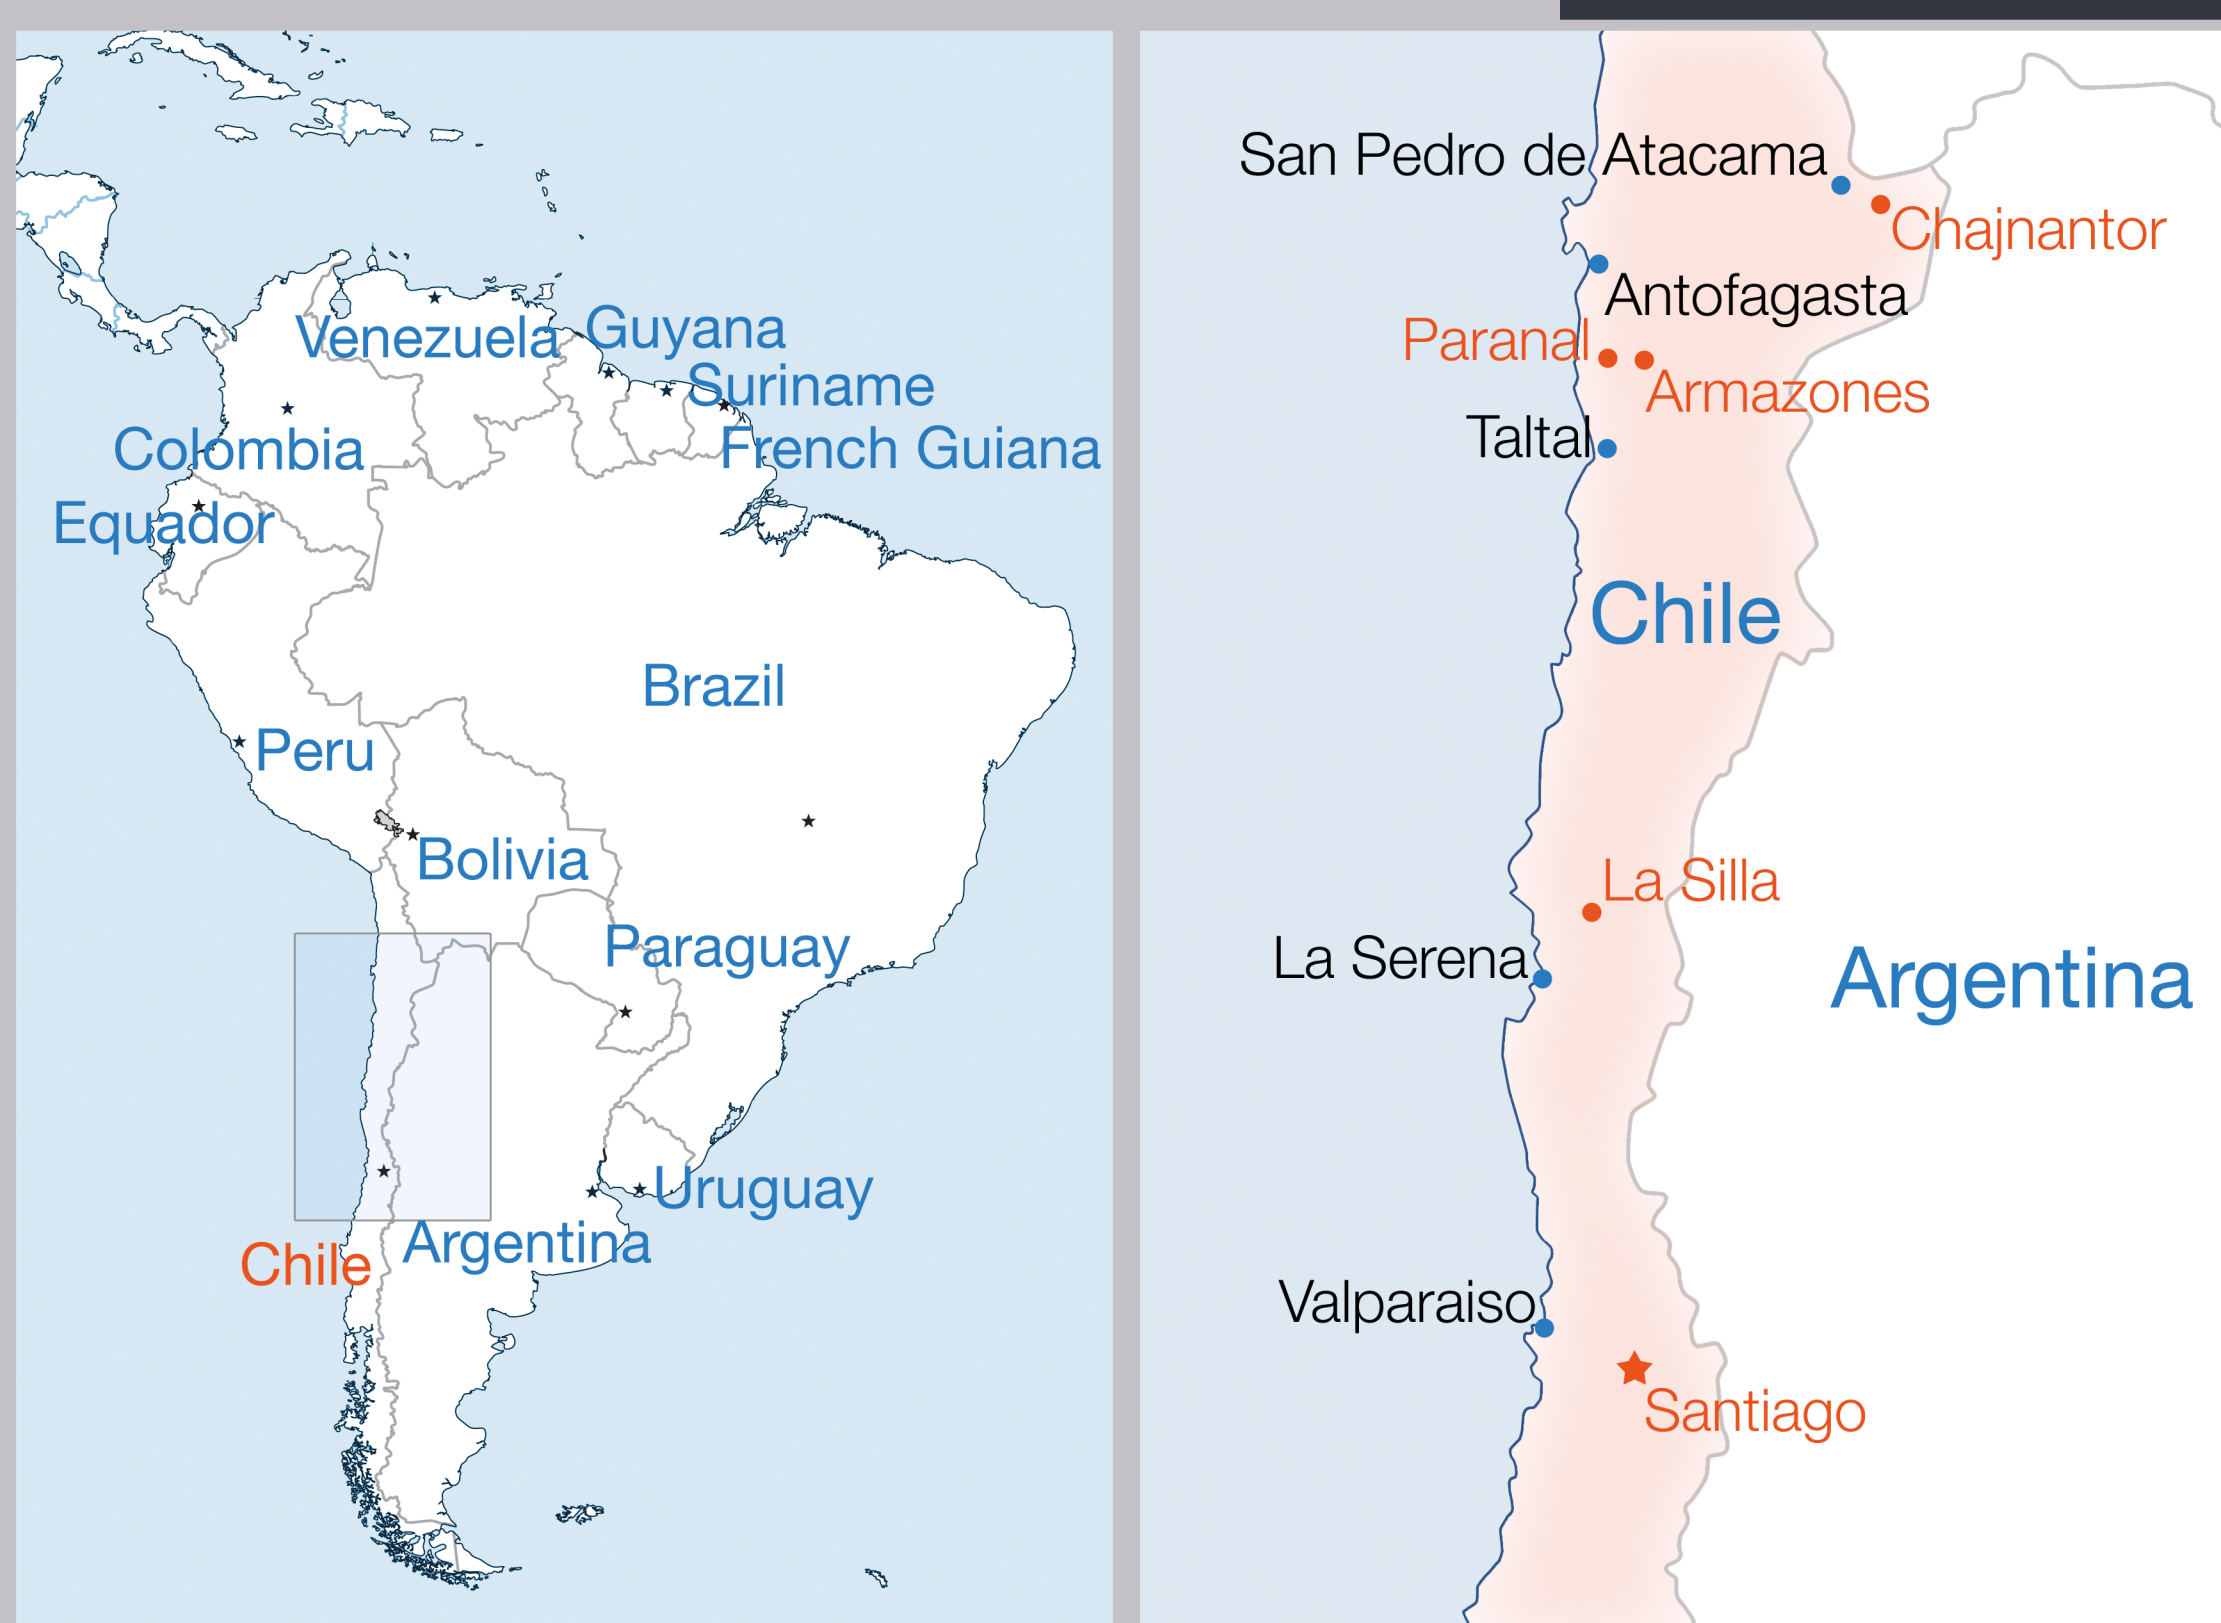 Venezuela
Guyana
Suriname
Colombia
French Guiana
Equador
Brazil
Peru
Bolivia
Paraguay
Uruguay
Argentina
Chile
San Pedro de Atacama
Chajnantor
Antofagasta
Paranal
Armazones
Taltal
Chile
La Silla
La Serena
Argentina
Valparaiso
Santiago